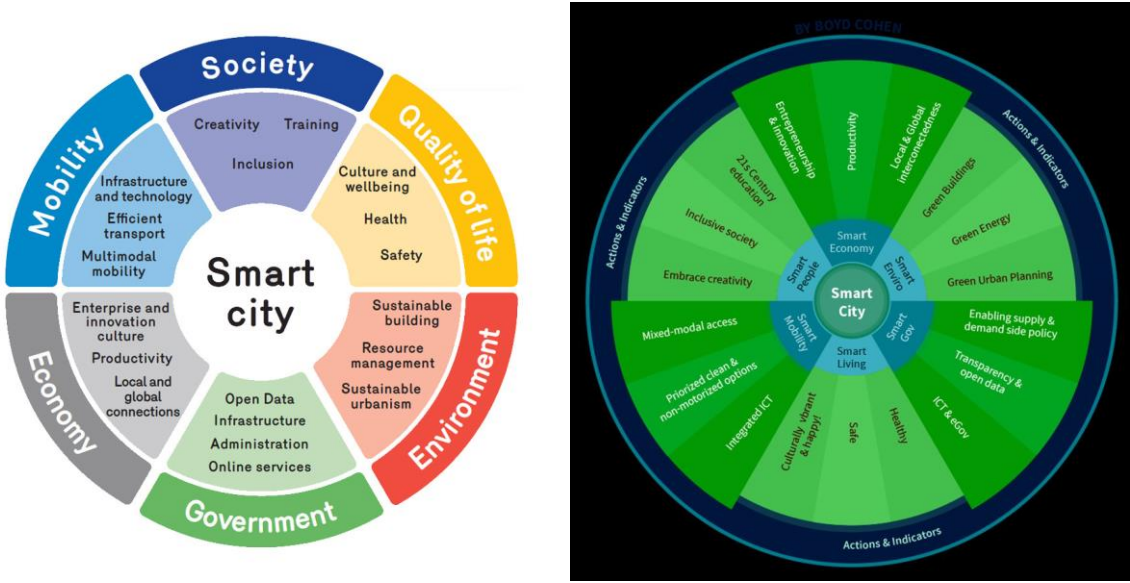 Society
Creativity Training
Inclusion
Quality of life
Culture and
wellbeing
Health
Safety
Environment
Sustainable
building
Resource
management
Sustainable
urbanism
Government
Open Data
Infrastructure
Administration
Online services
Economy
Enterprise and
innovation
culture
Productivity
Local and
global
connections
Mobility
Infrastructure
and technology
Efficient
transport
Multimodal
mobility
Smart
city
BY BOYD COHEN
Actions & Indicators
Actions & Indicators
Actions & Indicators
Entrepreneurship
& innovation
Productivity
Local & Global
interconectedness
Green Buildings
Green Energy
Green Urban Planning
Enabling supply &
demand side policy
Transparency &
open data
ICT & eGov
Healthy
Safe
Culturally vbrant
& happy!
Integrated ICT
Priorized clean &
non-motorized options
Mixed-modal access
Embrace creativity
Inclusive society
21s Century
education
Smart
Economy
Smart
Enviro
Smart
Gov
Smart
Living
Smart
Mobility
Smart
People
Smart
City